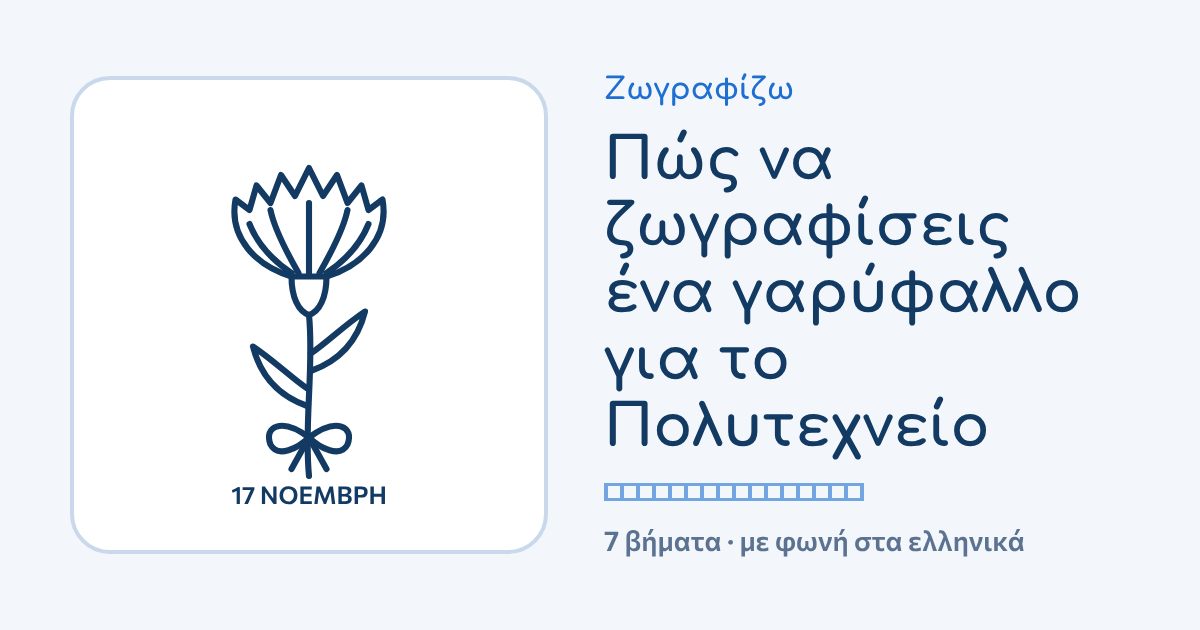 17 ΝΟΕΜΒΡΗ
Ζωγραφίζω
Πώς να
ζωγραφίσεις
ένα γαρύφαλλο
για το
Πολυτεχνείο
7 βήματα · με φωνή στα ελληνικά